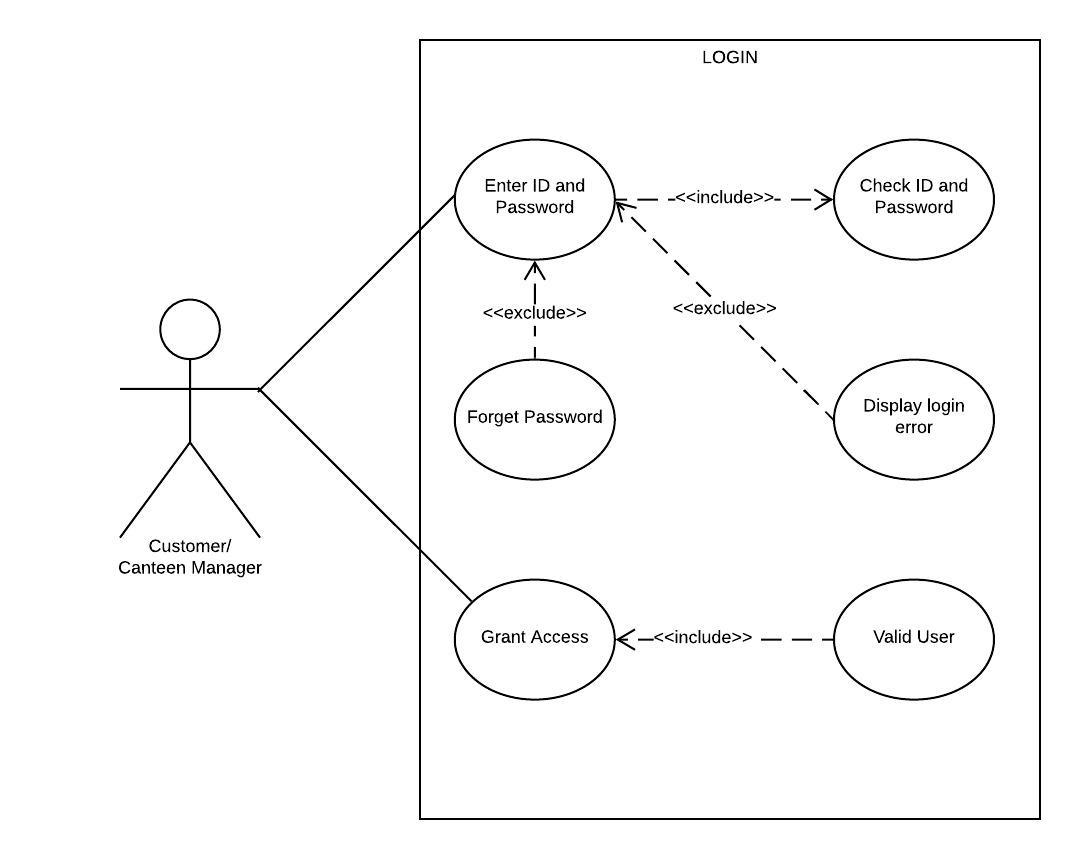 LOGIN
Enter ID and
Password
<<include>>
Check ID and
Password
<<exclude>>
<<exclude>>
Forget Password
Display login
error
Customer/
Canteen Manager
Grant Access
<<include>>
Valid User